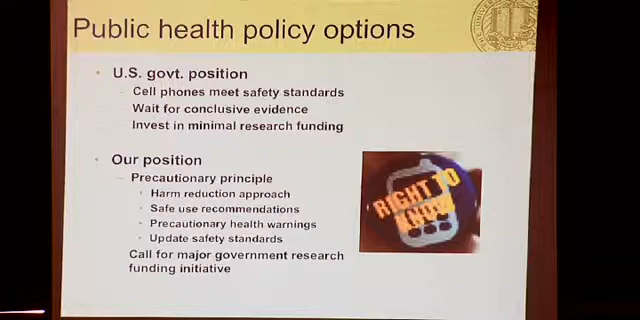 Public health policy options
U.S. govt. position
Cell phones meet safety standards
Wait for conclusive evidence
Invest in minimal research funding
Our position
Precautionary principle
Harm reduction approach
Safe use recommendations
Precautionary health warnings
Update safety standards
Call for major government research
funding initiative
RIGHT TO
KNOW